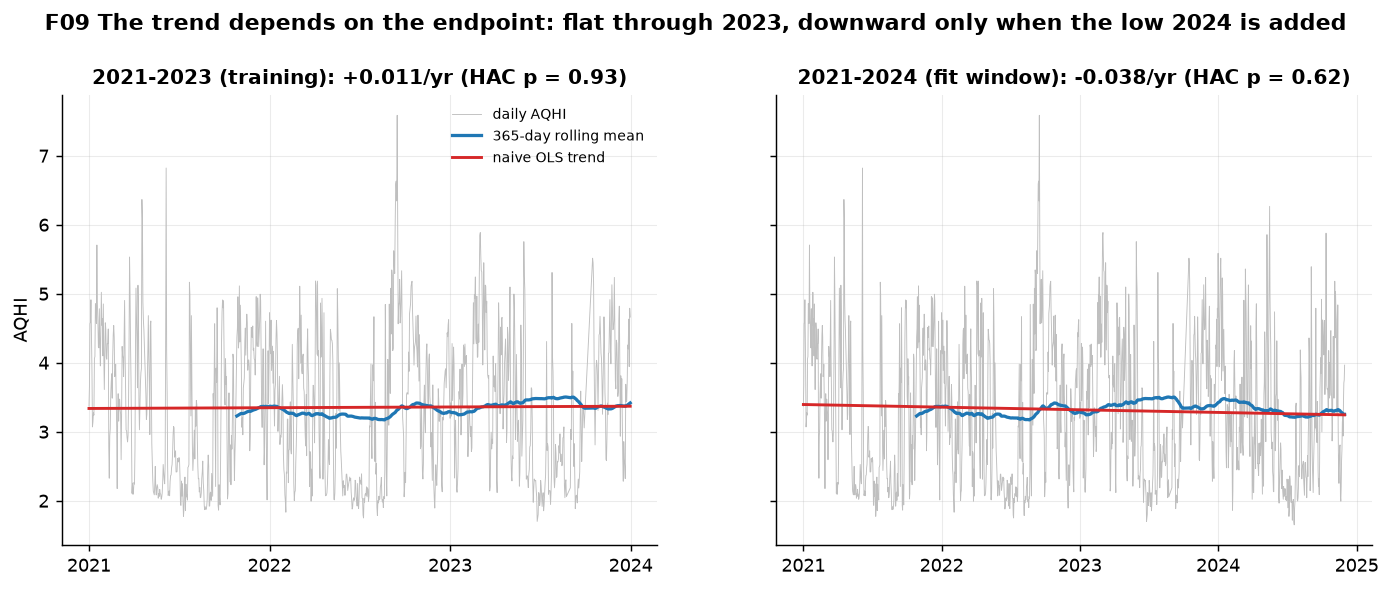 F09 The trend depends on the endpoint: flat through 2023, downward only when the low 2024 is added
2021-2023 (training): +0.011/yr (HAC p = 0.93)
2021-2024 (fit window): -0.038/yr (HAC p = 0.62)
daily AQHI
365-day rolling mean
naive OLS trend
AQHI
7
6
5
4
3
2
2021
2022
2023
2024
2021
2022
2023
2024
2025